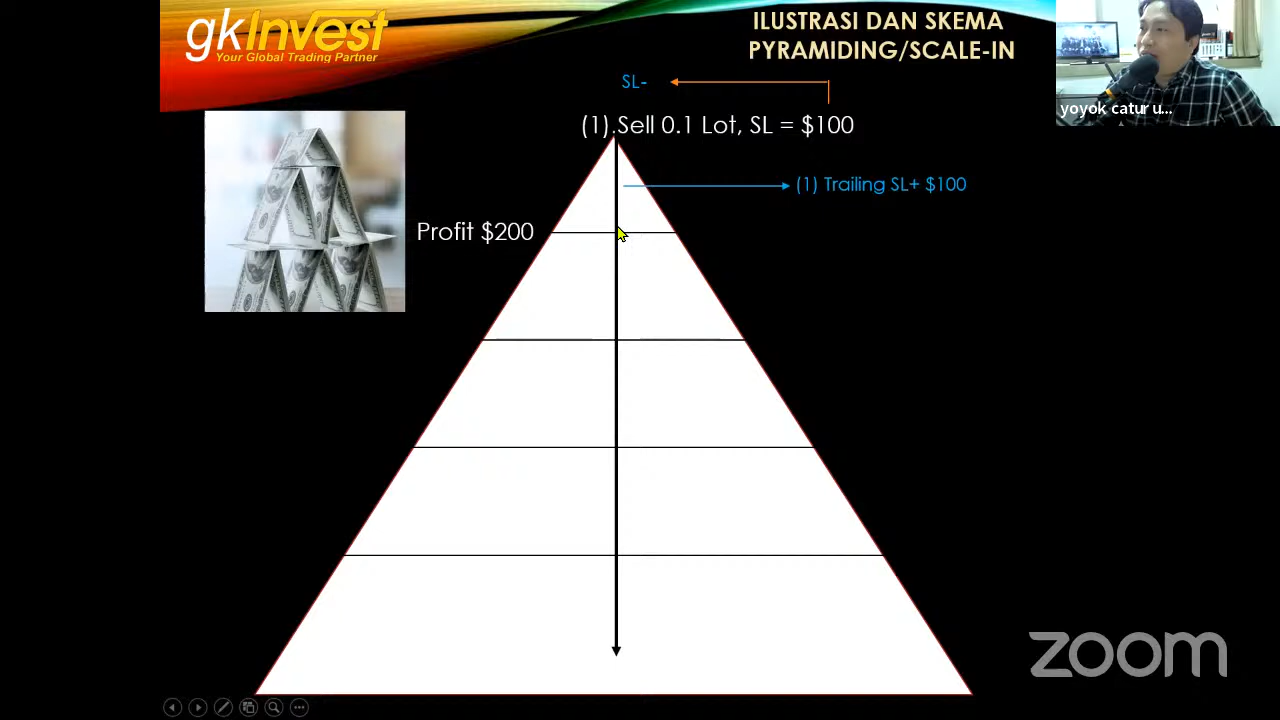 gkInvest
Your Global Trading Partner
ILUSTRASI DAN SKEMA
PYRAMIDING/SCALE-IN
yoyok catur u...
SL-
(1).Sell 0.1 Lot, SL = $100
(1) Trailing SL+ $100
Profit $200
zoom